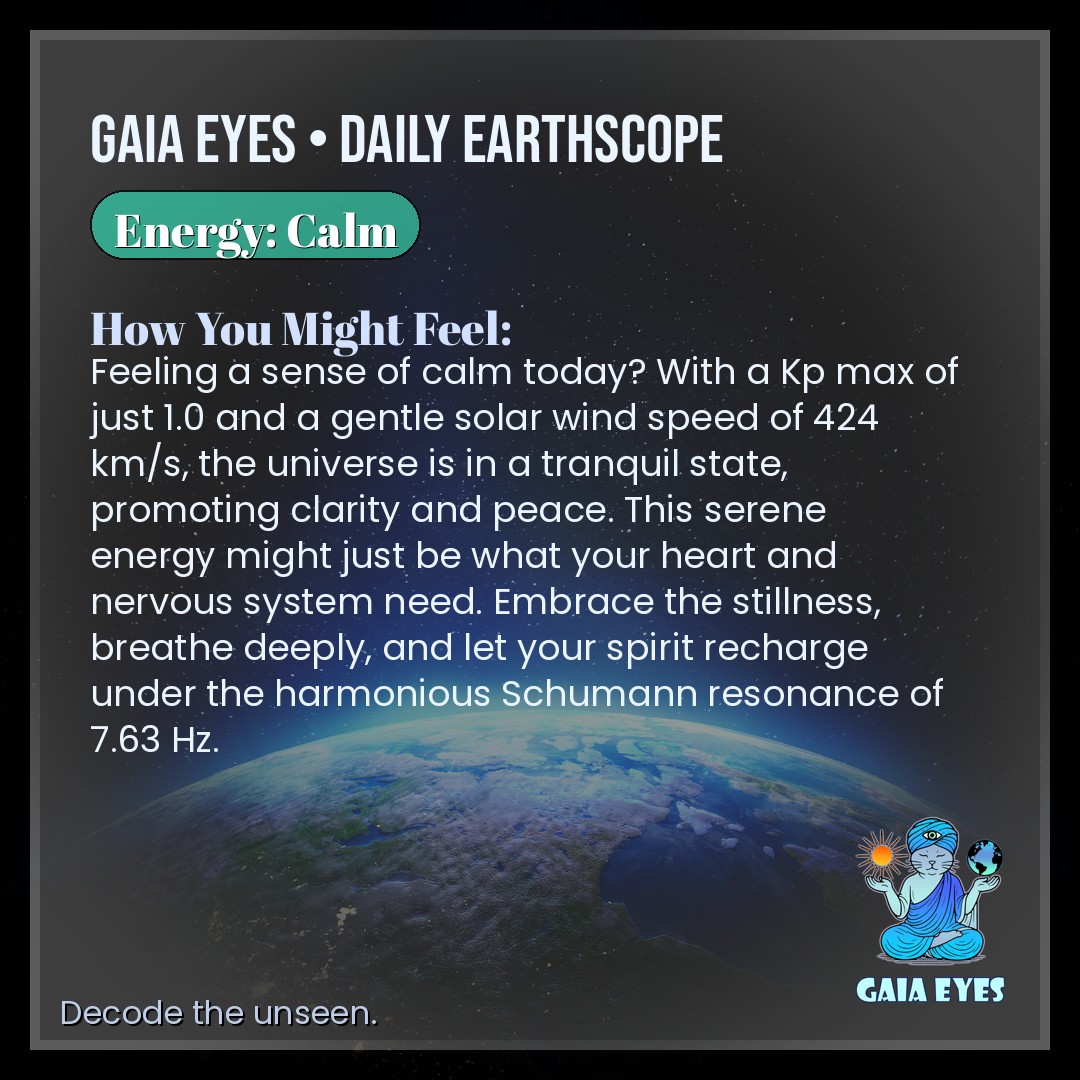 GAIA EYES • DAILY EARTHSCOPE
Energy: Calm
How You Might Feel:
Feeling a sense of calm today? With a Kp max of
just 1.0 and a gentle solar wind speed of 424
km/s, the universe is in a tranquil state,
promoting clarity and peace. This serene
energy might just be what your heart and
nervous system need. Embrace the stillness,
breathe deeply, and let your spirit recharge
under the harmonious Schumann resonance of
7.63 Hz.
GAIA EYES
Decode the unseen.